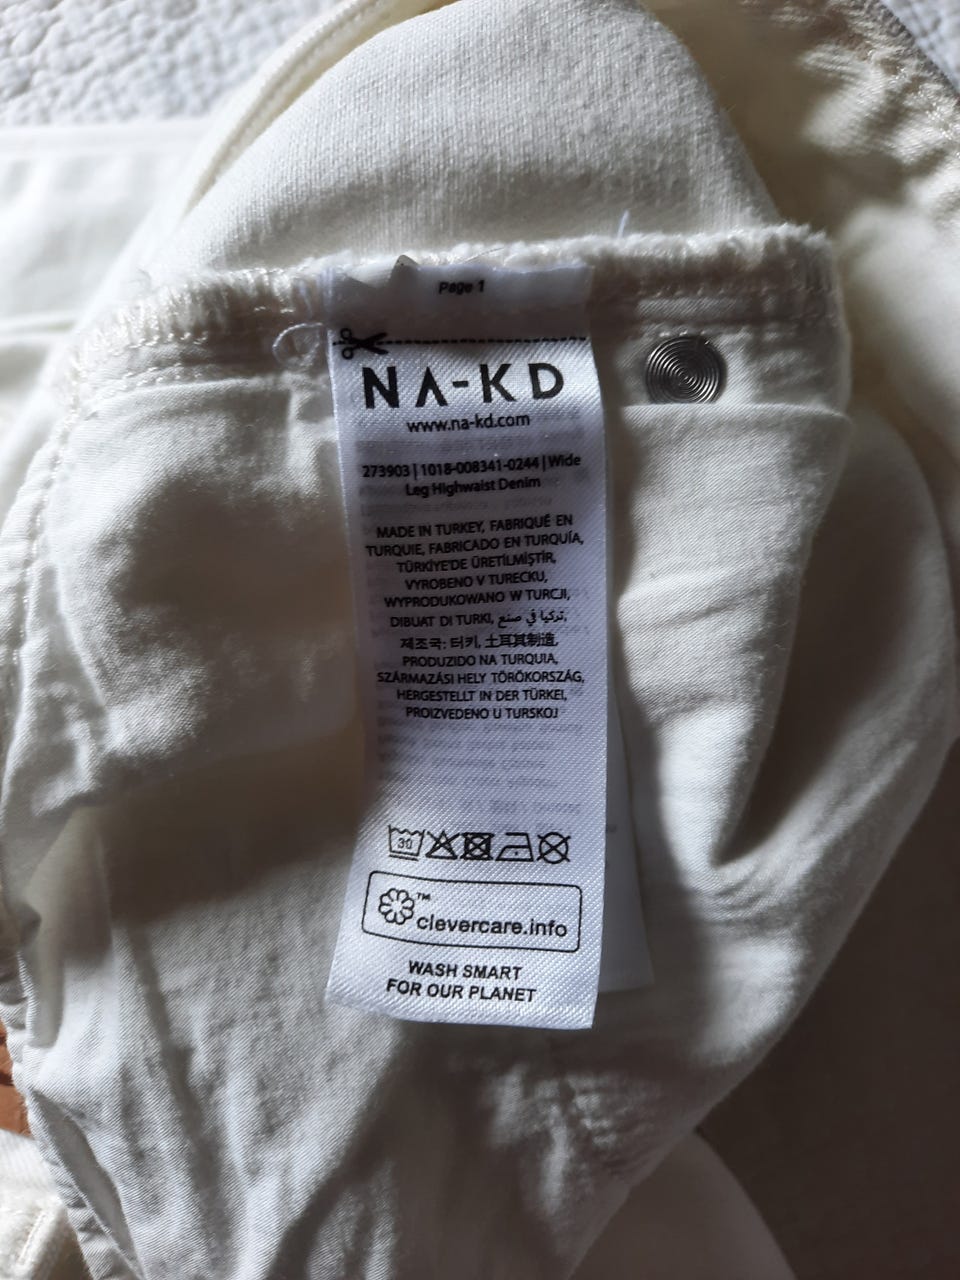 Page 1
NA-KD
www.na-kd.com
273903 | 1018-008341-0244 | Wide
Leg Highwaist Denim
MADE IN TURKEY, FABRIQUÉ EN
TURQUIE, FABRICADO EN TURQUÍA,
TÜRKİYE'DE ÜRETİLMİŞTİR,
VYROBENO V TURECKU,
WYPRODUKOWANO W TURCJI,
DIBUAT DI TURKI, تركيا في صنع,
제조국: 터키, 土耳其制造,
PRODUZIDO NA TURQUIA,
SZÁRMAZÁSI HELY TÖRÖKORSZÁG,
HERGESTELLT IN DER TÜRKEI,
PROIZVEDENO U TURSKOJ
30
™
clevercare.info
WASH SMART
FOR OUR PLANET